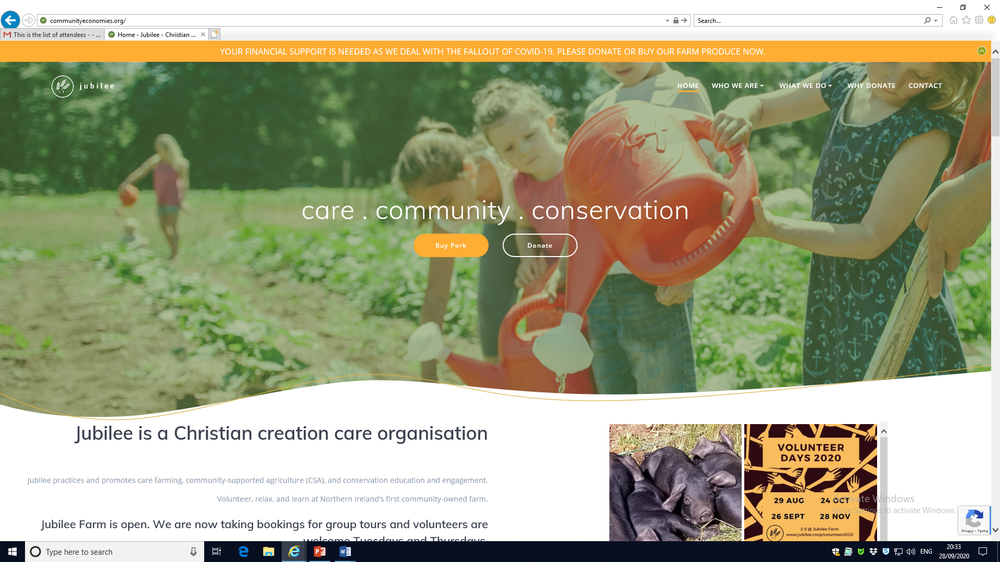 communityeconomies.org/
Search...
This is the list of attendees - - ...
Home - Jubilee - Christian ...
YOUR FINANCIAL SUPPORT IS NEEDED AS WE DEAL WITH THE FALLOUT OF COVID-19. PLEASE DONATE OR BUY OUR FARM PRODUCE NOW.
jubilee
HOME WHO WE ARE WHAT WE DO WHY DONATE CONTACT
care . community . conservation
Buy Pork Donate
Jubilee is a Christian creation care organisation
Jubilee practices and promotes care farming, community-supported agriculture (CSA), and conservation education and engagement.
Volunteer, relax, and learn at Northern Ireland's first community-owned farm.
Jubilee Farm is open. We are now taking bookings for group tours and volunteers are
welcome Tuesdays and Thursdays.
VOLUNTEER
DAYS 2020
29 AUG 24 OCT
26 SEPT 28 NOV
2-5 @ Jubilee Farm
www.jubilee.coop/volunteer2020
Activate Windows
Go to Settings to activate Windows.
Privacy - Terms
Type here to search
ENG
20:33
28/09/2020